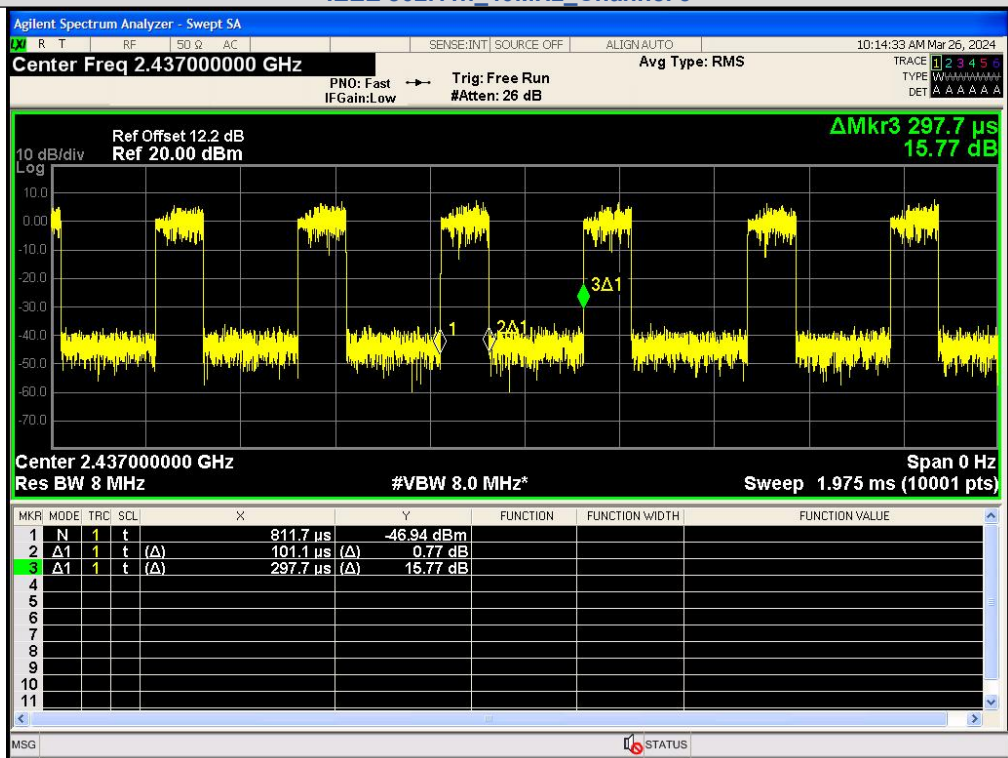 Agilent Spectrum Analyzer - Swept SA
LXI R T RF 50 Ω AC SENSE:INT SOURCE OFF ALIGN AUTO 10:14:33 AM Mar 26, 2024
Center Freq 2.437000000 GHz Avg Type: RMS TRACE 1 2 3 4 5 6
PNO: Fast Trig: Free Run TYPE W
IFGain:Low #Atten: 26 dB DET A A A A A A
ΔMkr3 297.7 µs
Ref Offset 12.2 dB
10 dB/div Ref 20.00 dBm 15.77 dB
Log
10.0
0.00
-10.0
-20.0
3Δ1
-30.0
-40.0
1 2Δ1
-50.0
-60.0
-70.0
Center 2.437000000 GHz Span 0 Hz
Res BW 8 MHz #VBW 8.0 MHz* Sweep 1.975 ms (10001 pts)
MKR MODE TRC SCL X Y FUNCTION FUNCTION WIDTH FUNCTION VALUE
1 N 1 t 811.7 µs -46.94 dBm
2 Δ1 1 t (Δ) 101.1 µs (Δ) 0.77 dB
3 Δ1 1 t (Δ) 297.7 µs (Δ) 15.77 dB
4
5
6
7
8
9
10
11
MSG STATUS